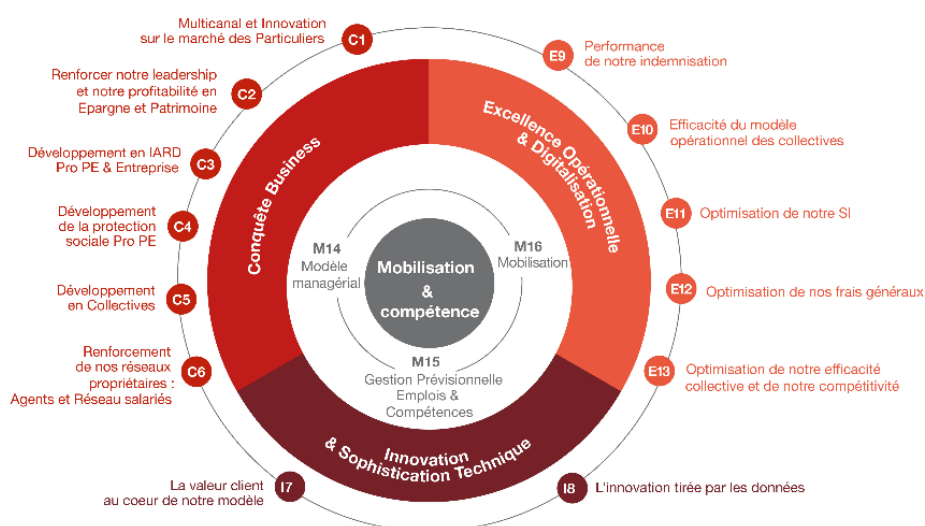 C1
Multicanal et Innovation
sur le marché des Particuliers
C2
Renforcer notre leadership
et notre profitabilité en
Epargne et Patrimoine
C3
Développement en IARD
Pro PE & Entreprise
C4
Développement
de la protection
sociale Pro PE
C5
Développement
en Collectives
C6
Renforcement
de nos réseaux
propriétaires :
Agents et Réseau salariés
I7
La valeur client
au coeur de notre modèle
I8
L'innovation tirée par les données
E9
Performance
de notre indemnisation
E10
Efficacité du modèle
opérationnel des collectives
E11
Optimisation de notre SI
E12
Optimisation de nos frais généraux
E13
Optimisation de notre efficacité
collective et de notre compétitivité
Conquête Business
Excellence Opérationnelle
& Digitalisation
Innovation
& Sophistication Technique
M14
Modèle
managérial
M16
Mobilisation
Mobilisation
&
compétence
M15
Gestion Prévisionnelle
Emplois &
Compétences